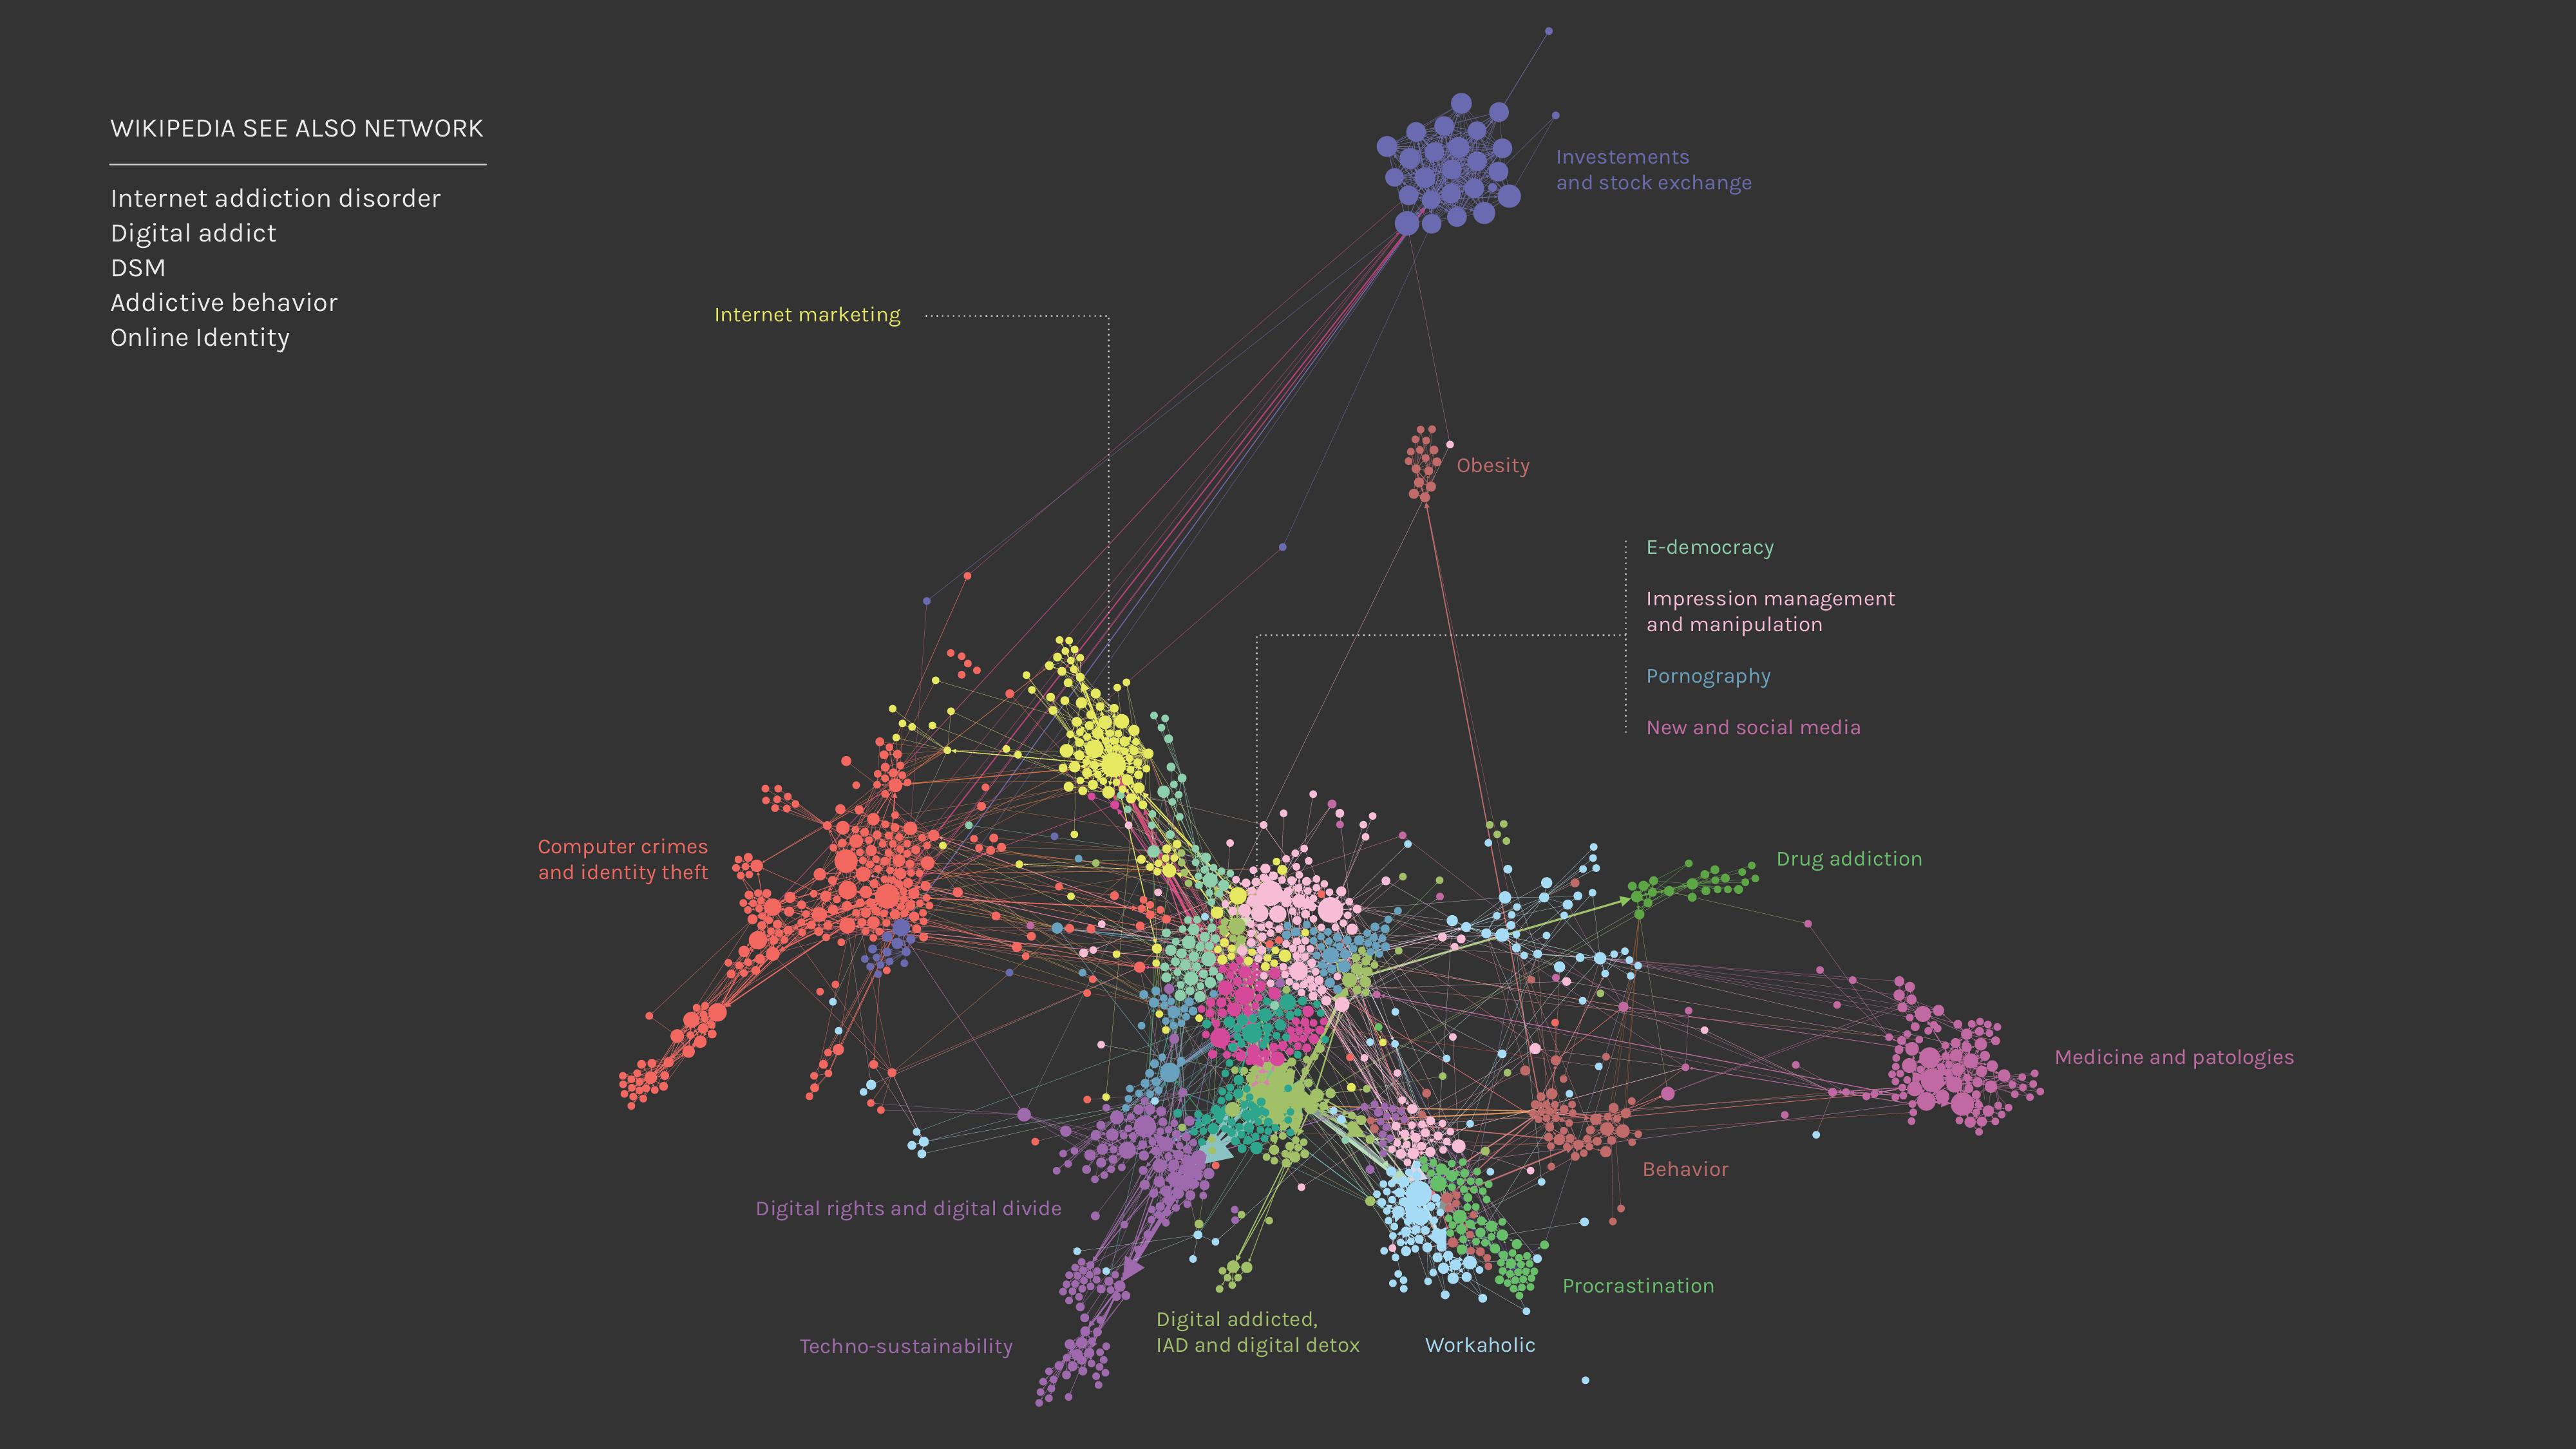 WIKIPEDIA SEE ALSO NETWORK
Internet addiction disorder
Digital addict
DSM
Addictive behavior
Online Identity
Investements
and stock exchange
Internet marketing
Obesity
E-democracy
Impression management
and manipulation
Pornography
New and social media
Computer crimes
and identity theft
Drug addiction
Medicine and patologies
Behavior
Digital rights and digital divide
Procrastination
Techno-sustainability
Digital addicted,
IAD and digital detox
Workaholic